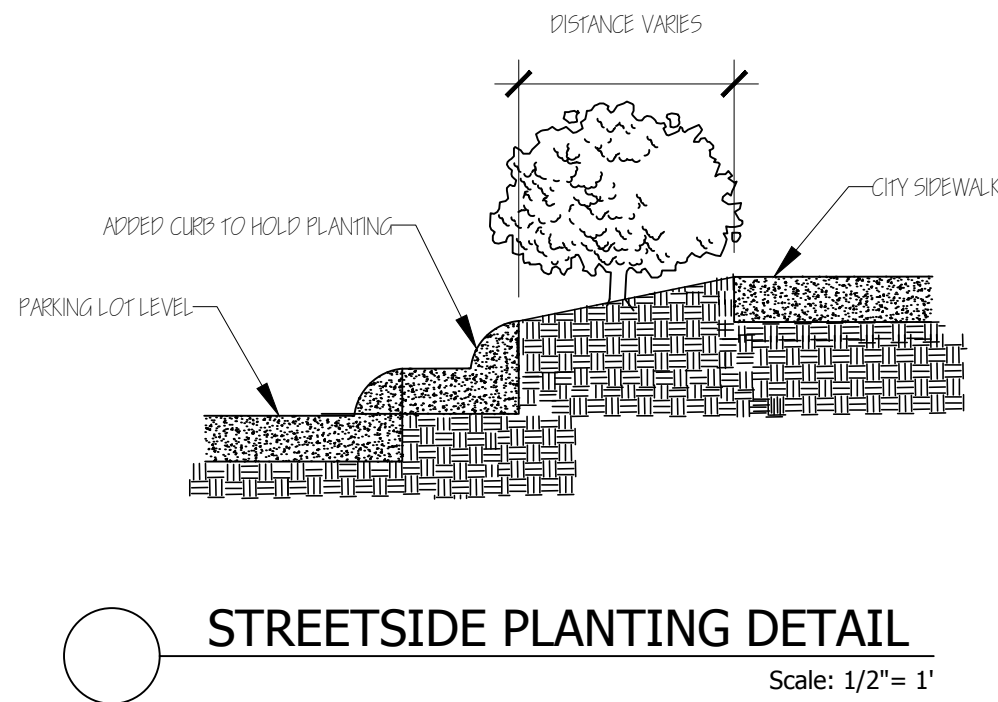 DISTANCE VARIES
CITY SIDEWALK
ADDED CURB TO HOLD PLANTING
PARKING LOT LEVEL
STREETSIDE PLANTING DETAIL
Scale: 1/2"= 1'